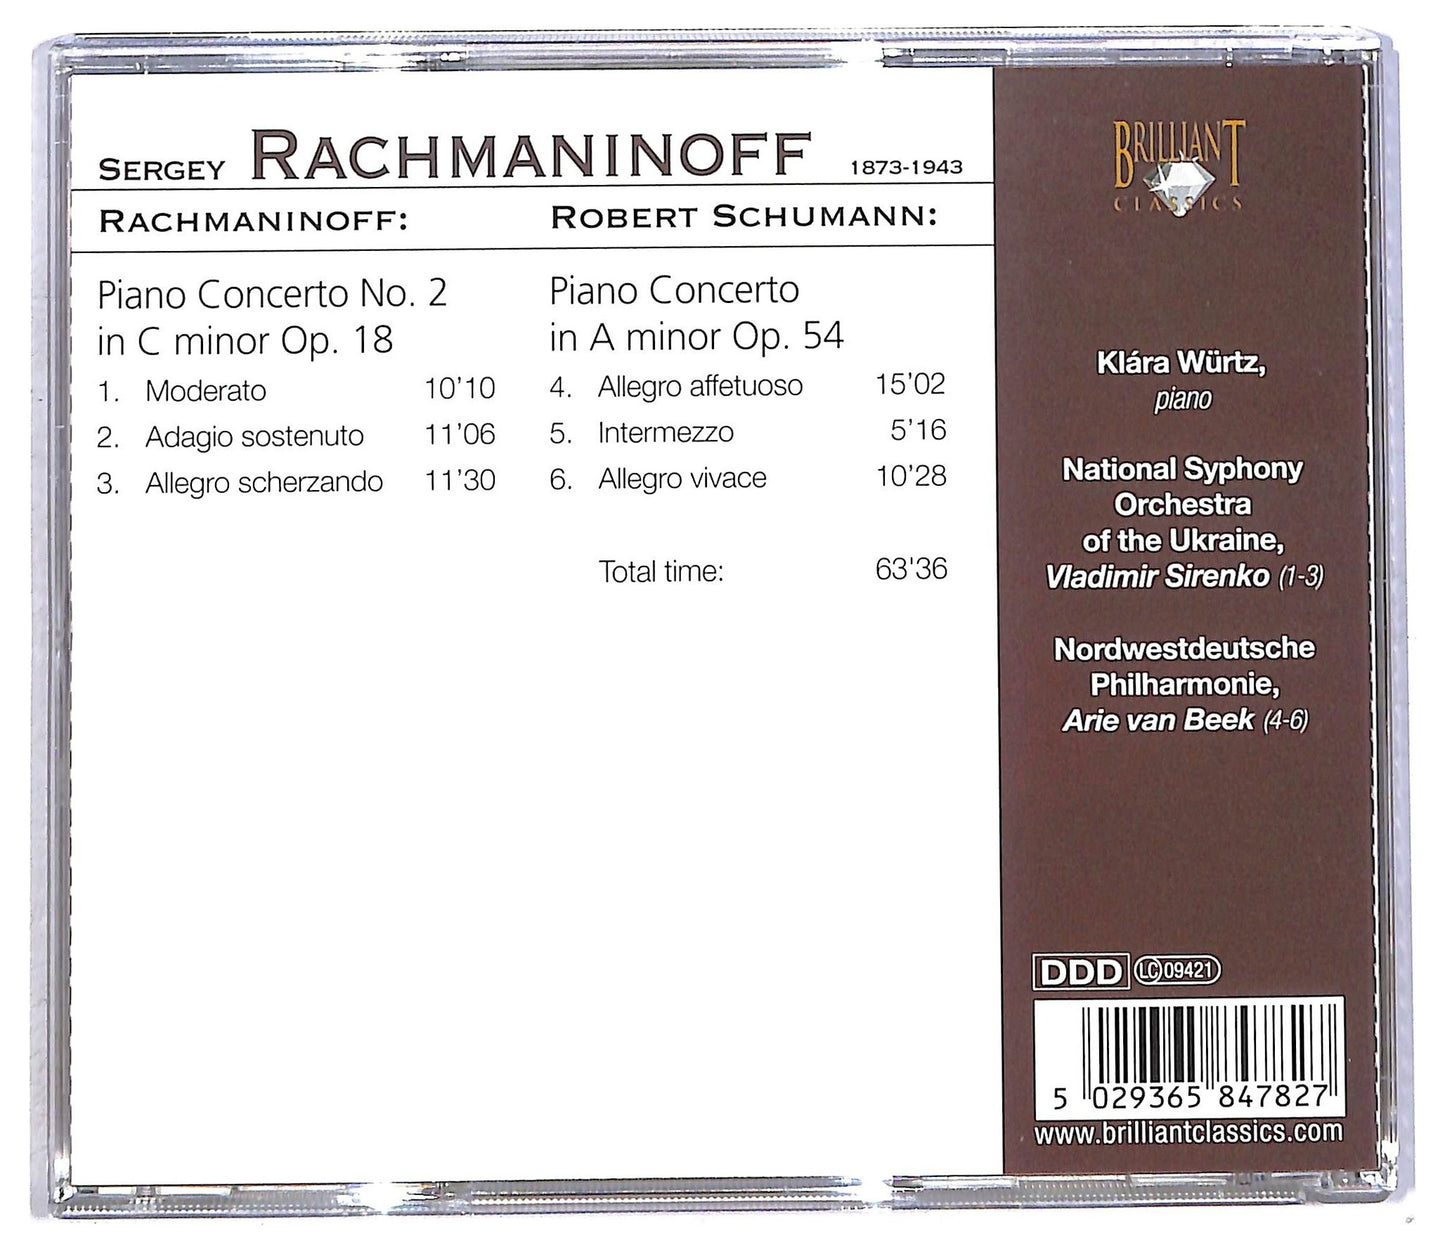 SERGEY RACHMANINOFF 1873-1943
RACHMANINOFF:
Piano Concerto No. 2
in C minor Op. 18
1. Moderato 10'10
2. Adagio sostenuto 11'06
3. Allegro scherzando 11'30
ROBERT SCHUMANN:
Piano Concerto
in A minor Op. 54
4. Allegro affetuoso 15'02
5. Intermezzo 5'16
6. Allegro vivace 10'28
Total time: 63'36
BRILLIANT
CLASSICS
Klára Würtz,
piano
National Syphony
Orchestra
of the Ukraine,
Vladimir Sirenko (1-3)
Nordwestdeutsche
Philharmonie,
Arie van Beek (4-6)
DDD LC 09421
5 029365 847827
www.brilliantclassics.com